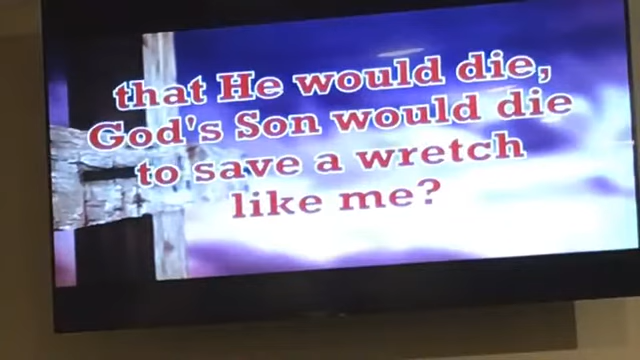 that He would die,
God's Son would die
to save a wretch
like me?